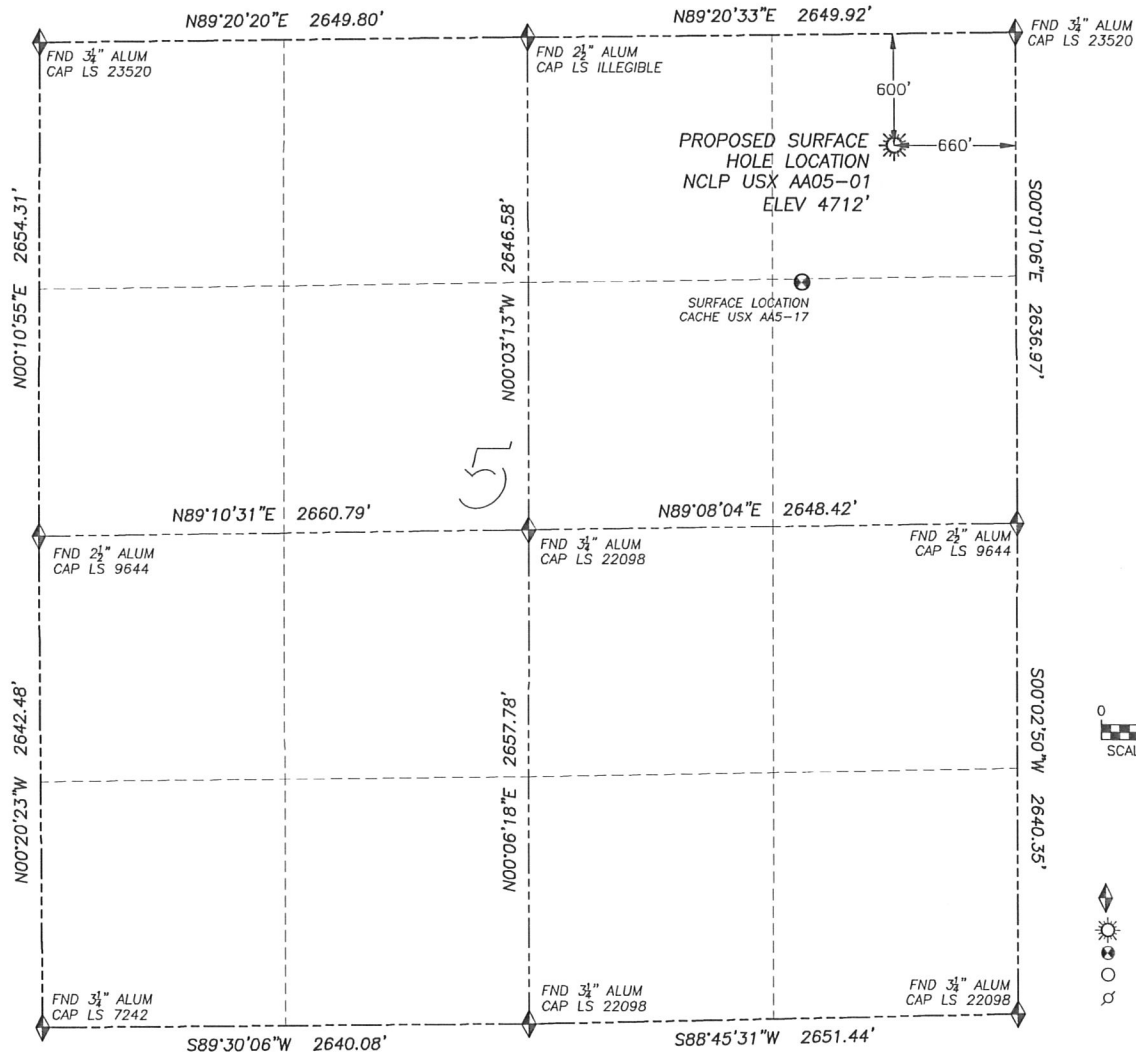 N89°20'20"E 2649.80'
N89°20'33"E 2649.92'
FND 3¼" ALUM
CAP LS 23520
FND 2½" ALUM
CAP LS ILLEGIBLE
FND 3¼" ALUM
CAP LS 23520
600'
660'
PROPOSED SURFACE
HOLE LOCATION
NCLP USX AA05-01
ELEV 4712'
N00°10'55"E 2654.31'
N00°03'13"W 2646.58'
S00°01'06"E 2636.97'
SURFACE LOCATION
CACHE USX AA5-17
5
N89°10'31"E 2660.79'
N89°08'04"E 2648.42'
FND 2½" ALUM
CAP LS 9644
FND 3¼" ALUM
CAP LS 22098
FND 2½" ALUM
CAP LS 9644
N00°20'23"W 2642.48'
N00°06'18"E 2657.78'
S00°02'50"W 2640.35'
0
FND 3¼" ALUM
CAP LS 7242
FND 3¼" ALUM
CAP LS 22098
FND 3¼" ALUM
CAP LS 22098
S89°30'06"W 2640.08'
S88°45'31"W 2651.44'